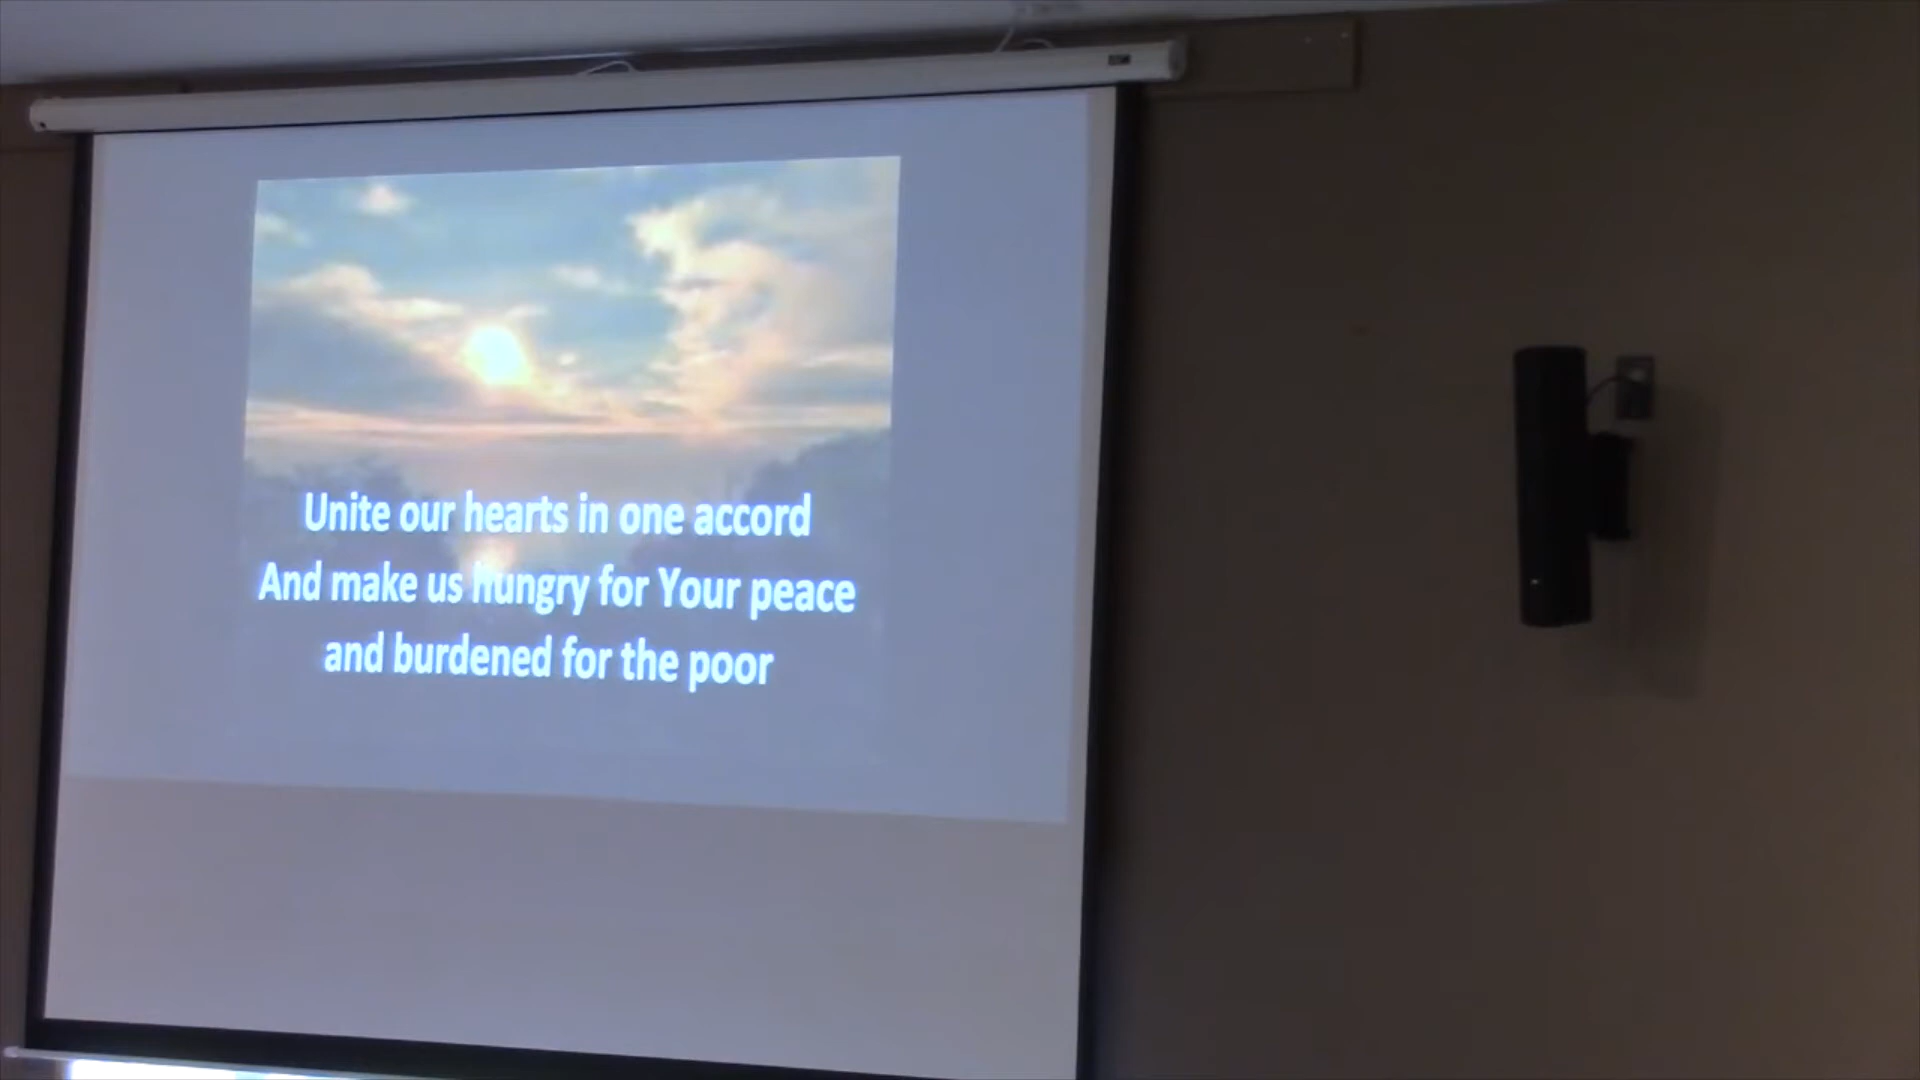 Unite our hearts in one accord
And make us hungry for Your peace
and burdened for the poor